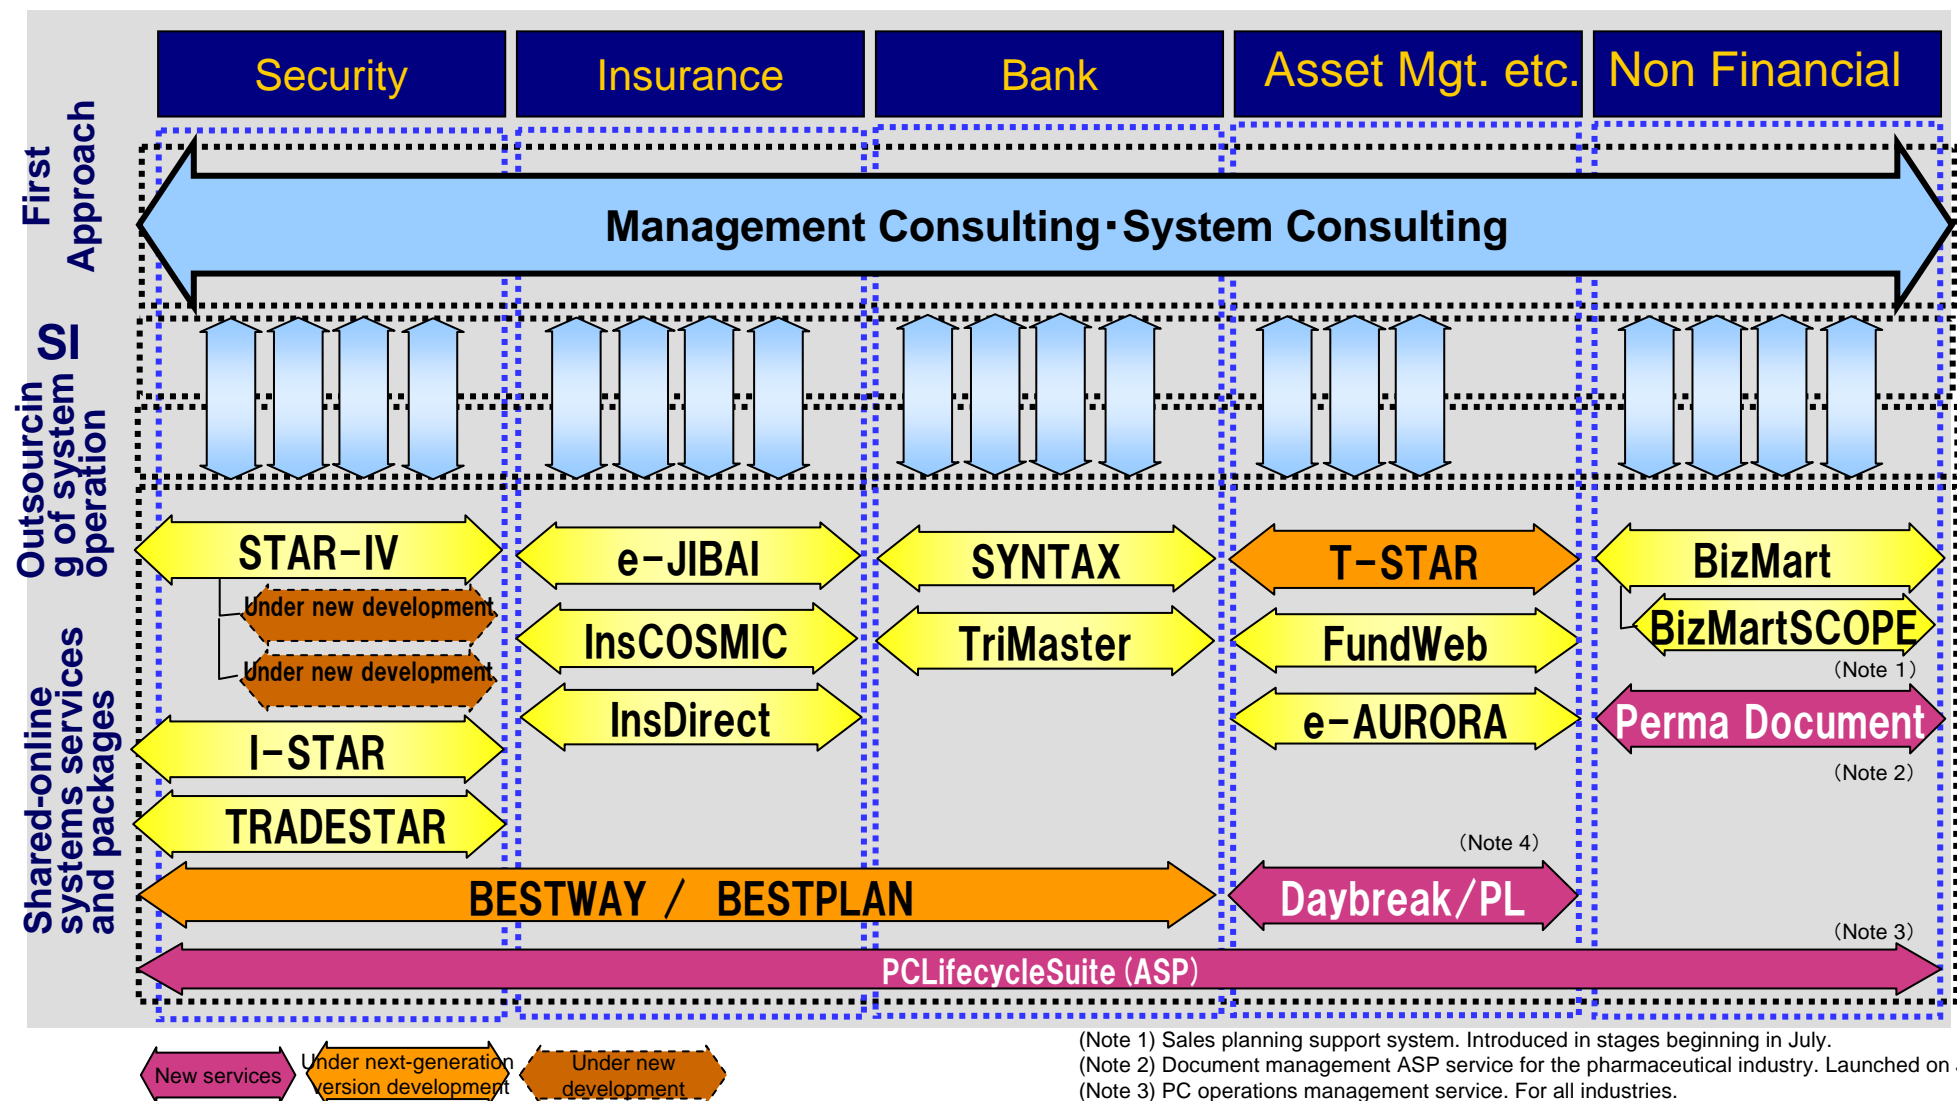 Security
Insurance
Bank
Asset Mgt. etc.
Non Financial
First
Approach
Management Consulting・System Consulting
SI
Outsourcin
g of system
operation
Shared-online
systems services
and packages
STAR-IV
Under new development
Under new development
I-STAR
TRADESTAR
e-JIBAI
InsCOSMIC
InsDirect
SYNTAX
TriMaster
T-STAR
FundWeb
e-AURORA
BizMart
BizMartSCOPE
(Note 1)
Perma Document
(Note 2)
BESTWAY / BESTPLAN
(Note 4)
Daybreak/PL
(Note 3)
PCLifecycleSuite (ASP)
New services
Under next-generation
version development
Under new
development
(Note 1) Sales planning support system. Introduced in stages beginning in July.
(Note 2) Document management ASP service for the pharmaceutical industry. Launched on
(Note 3) PC operations management service. For all industries.